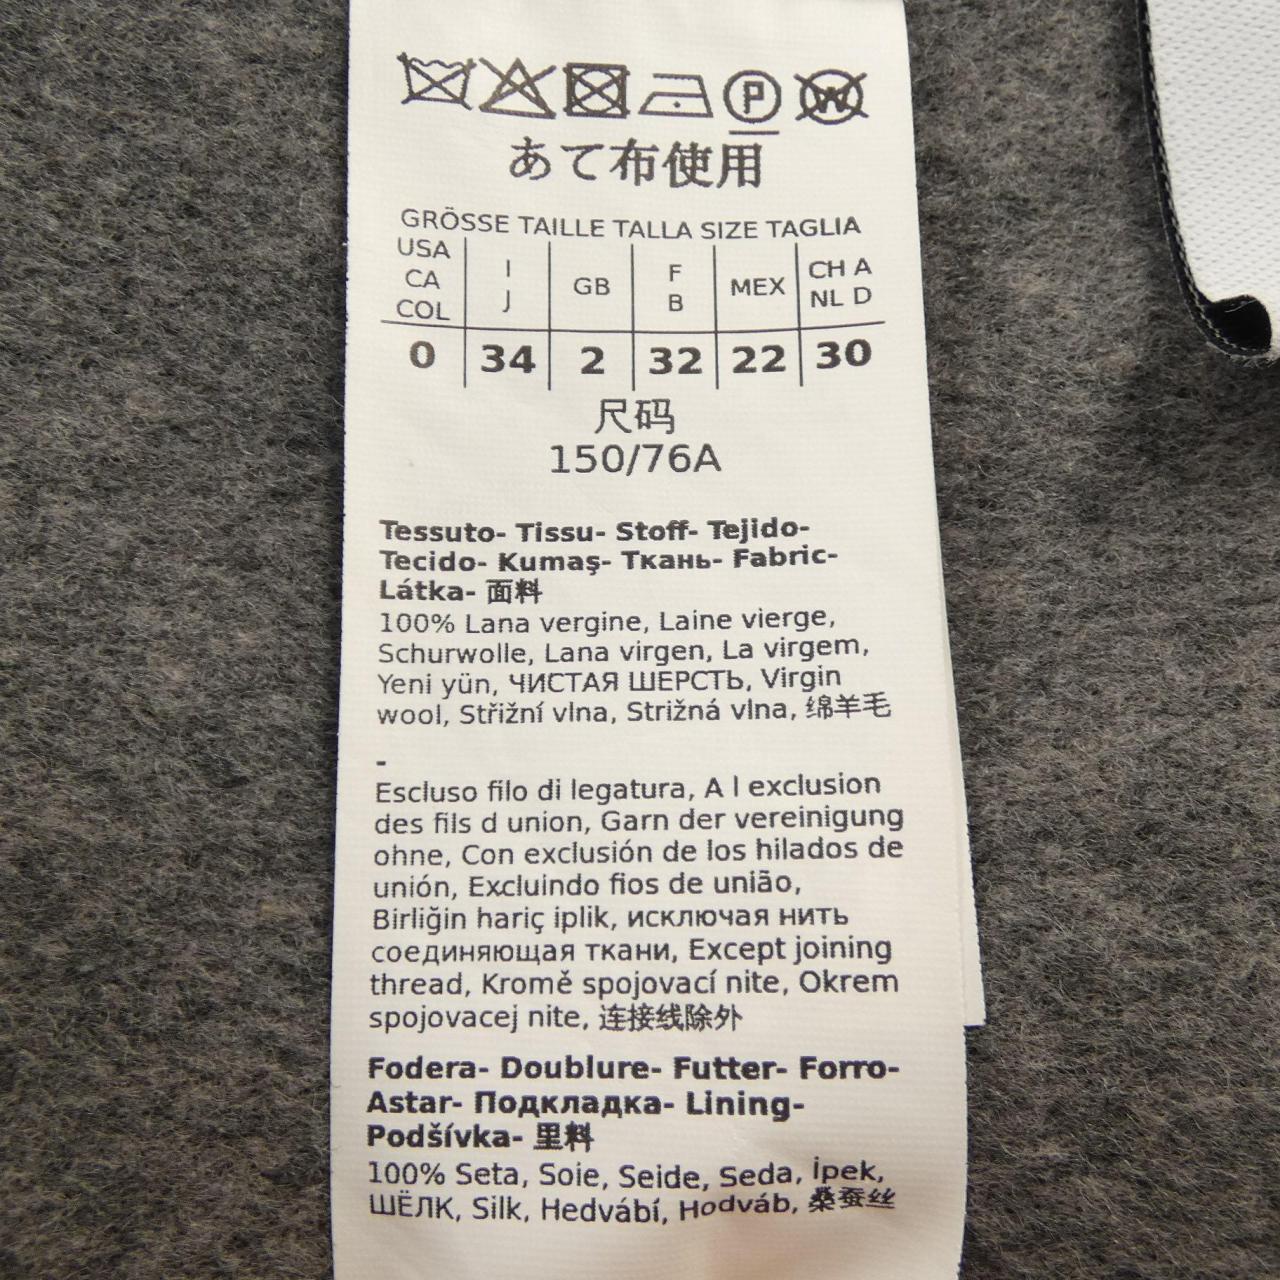 P W
あて布使用
GRÖSSE TAILLE TALLA SIZE TAGLIA
USA CA COL | I J | GB | F B | MEX | CH A NL D
0 | 34 | 2 | 32 | 22 | 30
尺码
150/76A
Tessuto- Tissu- Stoff- Tejido-
Tecido- Kumaş- Ткань- Fabric-
Látka- 面料
100% Lana vergine, Laine vierge,
Schurwolle, Lana virgen, La virgem,
Yeni yün, ЧИСТАЯ ШЕРСТЬ, Virgin
wool, Střižní vlna, Strižná vlna, 绵羊毛
-
Escluso filo di legatura, A l exclusion
des fils d union, Garn der vereinigung
ohne, Con exclusión de los hilados de
unión, Excluindo fios de união,
Birliğin hariç iplik, исключая нить
соединяющая ткани, Except joining
thread, Kromě spojovací nite, Okrem
spojovacej nite, 连接线除外
Fodera- Doublure- Futter- Forro-
Astar- Подкладка- Lining-
Podšívka- 里料
100% Seta, Soie, Seide, Seda, İpek,
ШЁЛК, Silk, Hedvábí, Hodváb, 桑蚕丝